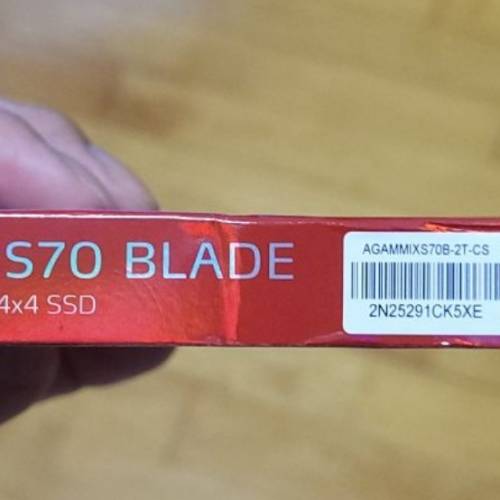 S70 BLADE
4x4 SSD
AGAMMIXS70B-2T-CS
2N25291CK5XE